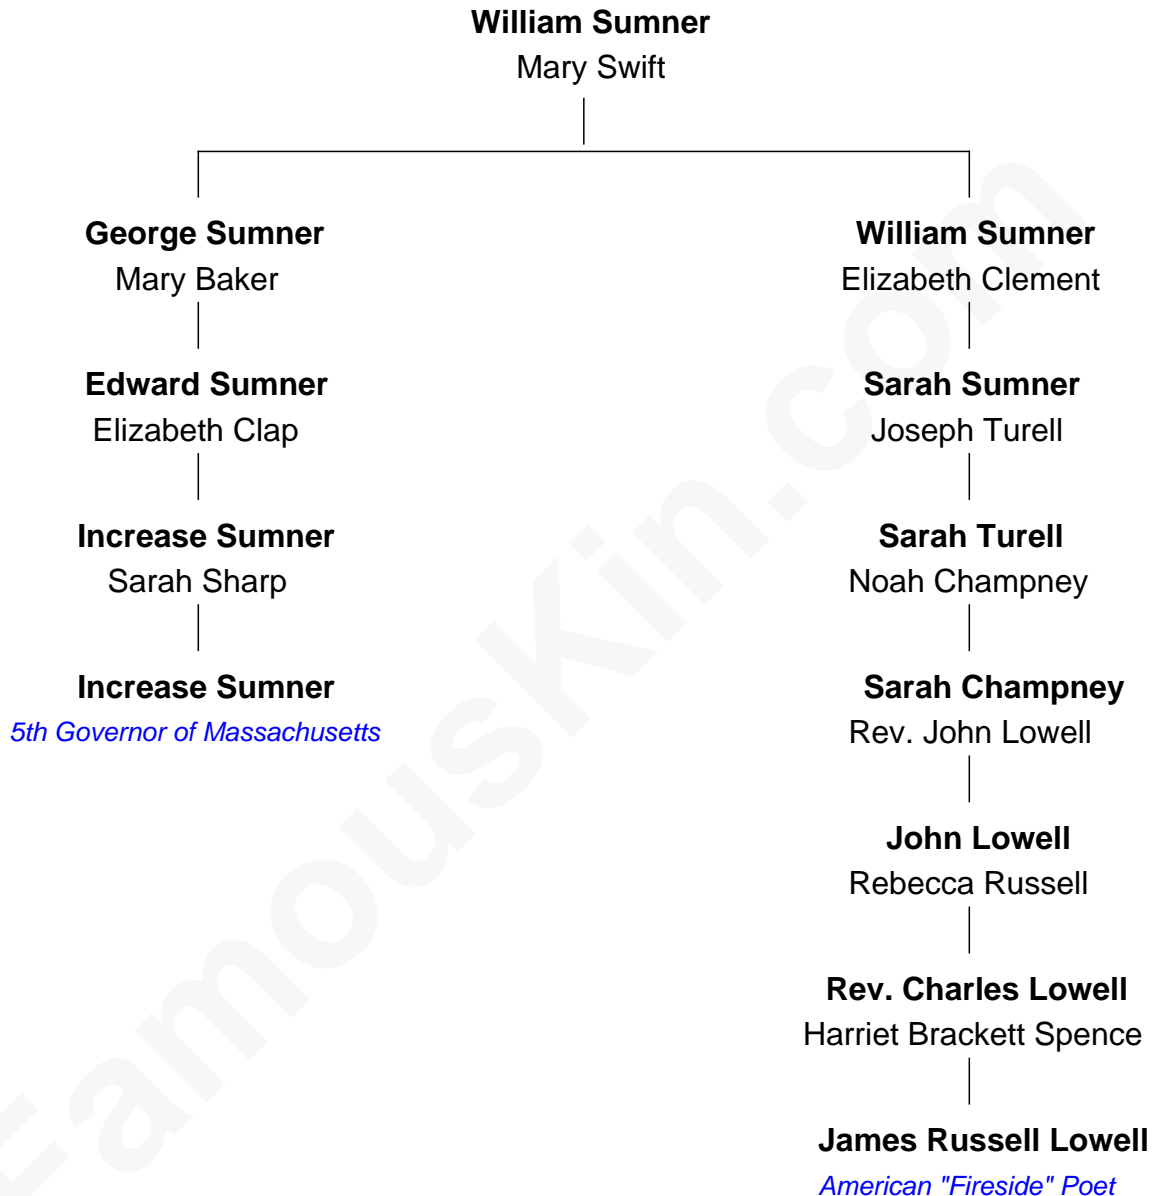 William Sumner
Mary Swift
George Sumner
Mary Baker
William Sumner
Elizabeth Clement
Edward Sumner
Elizabeth Clap
Sarah Sumner
Joseph Turell
Increase Sumner
Sarah Sharp
Sarah Turell
Noah Champney
Increase Sumner
5th Governor of Massachusetts
Sarah Champney
Rev. John Lowell
John Lowell
Rebecca Russell
Rev. Charles Lowell
Harriet Brackett Spence
James Russell Lowell
American "Fireside" Poet
FamousKin.com